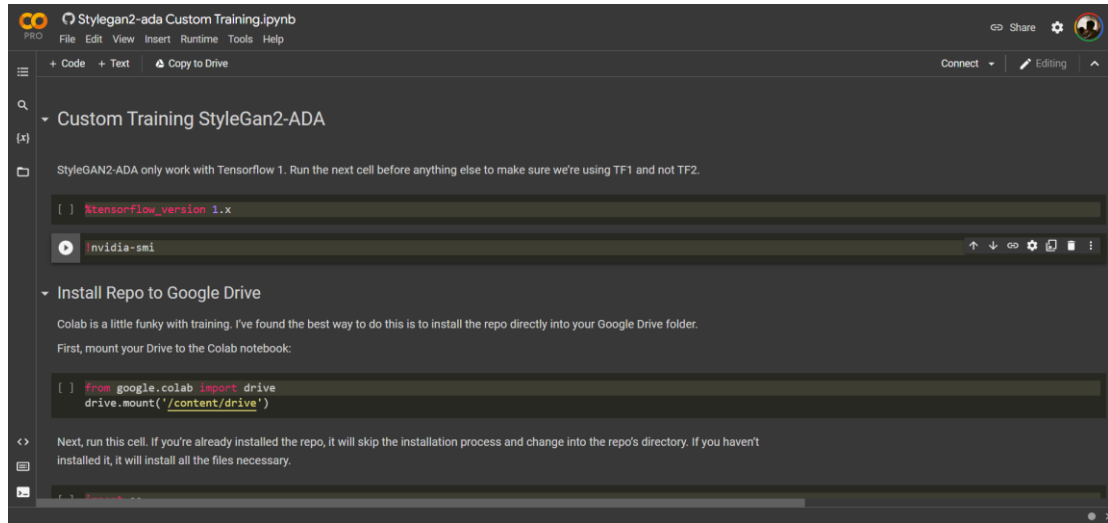 CO Stylegan2-ada Custom Training.ipynb
PRO File Edit View Insert Runtime Tools Help
Share
+ Code + Text Copy to Drive
Connect Editing
Custom Training StyleGan2-ADA
StyleGAN2-ADA only work with Tensorflow 1. Run the next cell before anything else to make sure we're using TF1 and not TF2.
[ ] %tensorflow_version 1.x
!nvidia-smi
{x}
Install Repo to Google Drive
Colab is a little funky with training. I've found the best way to do this is to install the repo directly into your Google Drive folder.
First, mount your Drive to the Colab notebook:
[ ] from google.colab import drive
drive.mount('/content/drive')
Next, run this cell. If you're already installed the repo, it will skip the installation process and change into the repo's directory. If you haven't
installed it, it will install all the files necessary.